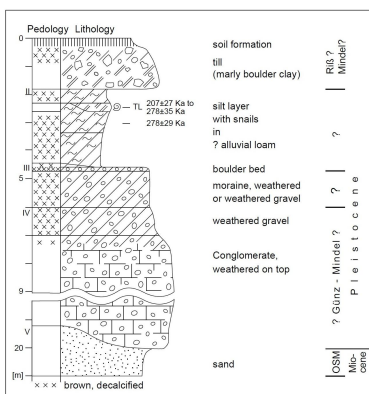 Pedology Lithology
0
soil formation
till
(marly boulder clay)
Riß ?
Mindel?
II
TL 207±27 Ka to
278±35 Ka
278±29 Ka
silt layer
with snails
in
? alluvial loam
?
III
5
boulder bed
moraine, weathered
or weathered gravel
?
IV
weathered gravel
Conglomerate,
weathered on top
? Günz - Mindel ?
Pleistocene
9
V
20
[m]
sand
OSM
Mio-
cene
××× brown, decalcified